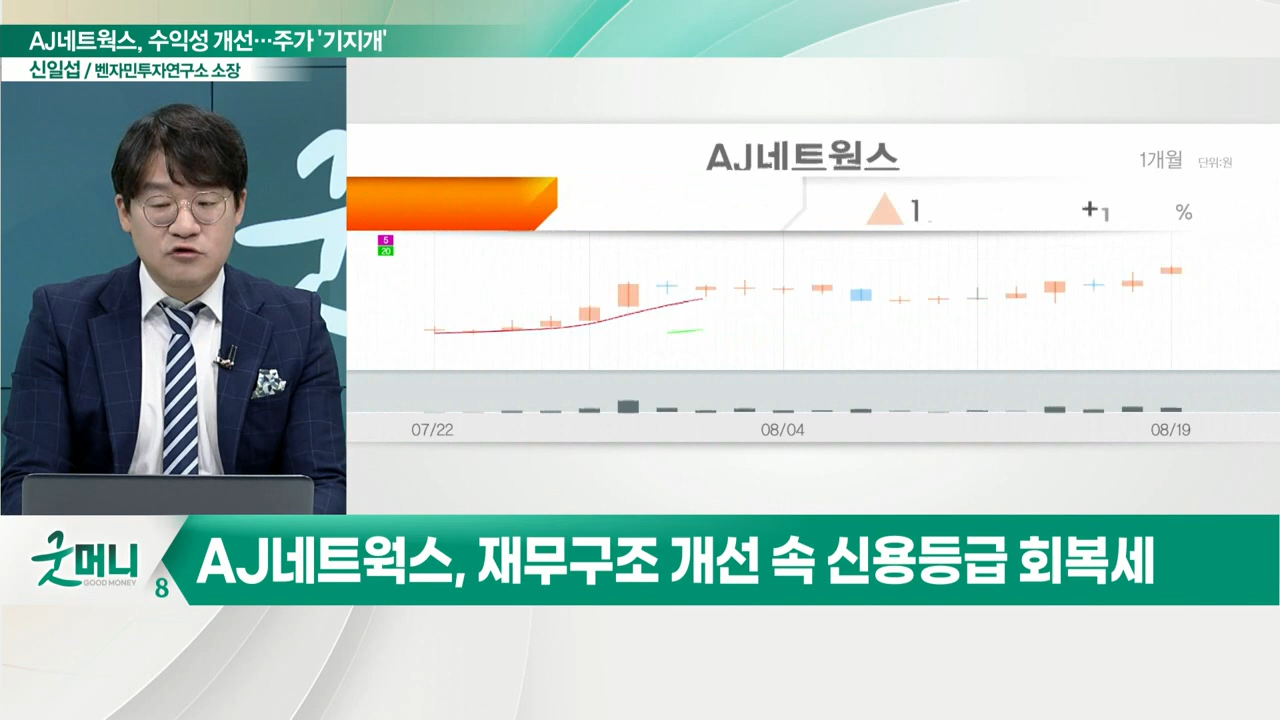 AJ네트웍스, 수익성 개선…주가 '기지개'
신일섭 / 벤자민투자연구소 소장
AJ네트웍스
1개월 단위:원
1
+1 %
5
20
07/22 08/04 08/19
굿머니
GOOD MONEY
8
AJ네트웍스, 재무구조 개선 속 신용등급 회복세